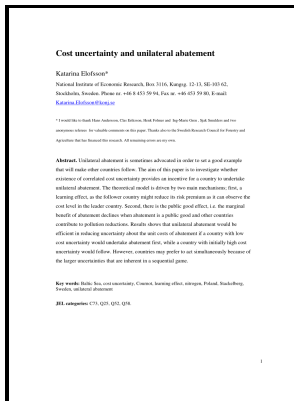 Cost uncertainty and unilateral abatement
Katarina Elofsson*
National Institute of Economic Research, Box 3116, Kungsg. 12-13, SE-103 62,
Stockholm, Sweden. Phone nr. +46 8 453 59 94, Fax nr. +46 453 59 80, E-mail:
Katarina.Elofsson@konj.se
* I would like to thank Hans Andersson, Clas Eriksson, Henk Folmer and Ing-Marie Gren, Sjak Smulders and two
anonymous referees for valuable comments on this paper. Thanks also to the Swedish Research Council for Forestry and
Agriculture that has financed this research. All remaining errors are my own.
Abstract. Unilateral abatement is sometimes advocated in order to set a good example
that will make other countries follow. The aim of this paper is to investigate whether
existence of correlated cost uncertainty provides an incentive for a country to undertake
unilateral abatement. The theoretical model is driven by two main mechanisms: first, a
learning effect, as the follower country might reduce its risk premium as it can observe the
cost level in the leader country. Second, there is the public good effect, i.e. the marginal
benefit of abatement declines when abatement is a public good and other countries
contribute to pollution reductions. Results shows that unilateral abatement would be
efficient in reducing uncertainty about the unit costs of abatement if a country with low
cost uncertainty would undertake abatement first, while a country with initially high cost
uncertainty would follow. However, countries may prefer to act simultaneously because of
the larger uncertainties that are inherent in a sequential game.
Key words: Baltic Sea, cost uncertainty, Cournot, learning effect, nitrogen, Poland, Stackelberg,
Sweden, unilateral abatement
JEL categories: C73, Q25, Q52, Q58.
1